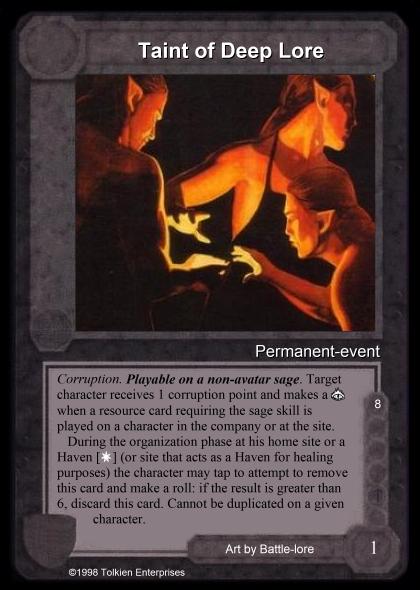 Taint of Deep Lore
Permanent-event
Corruption. Playable on a non-avatar sage. Target
character receives 1 corruption point and makes a
when a resource card requiring the sage skill is
played on a character in the company or at the site.
During the organization phase at his home site or a
Haven [ ] (or site that acts as a Haven for healing
purposes) the character may tap to attempt to remove
this card and make a roll: if the result is greater than
6, discard this card. Cannot be duplicated on a given
character.
8
Art by Battle-lore
1
©1998 Tolkien Enterprises